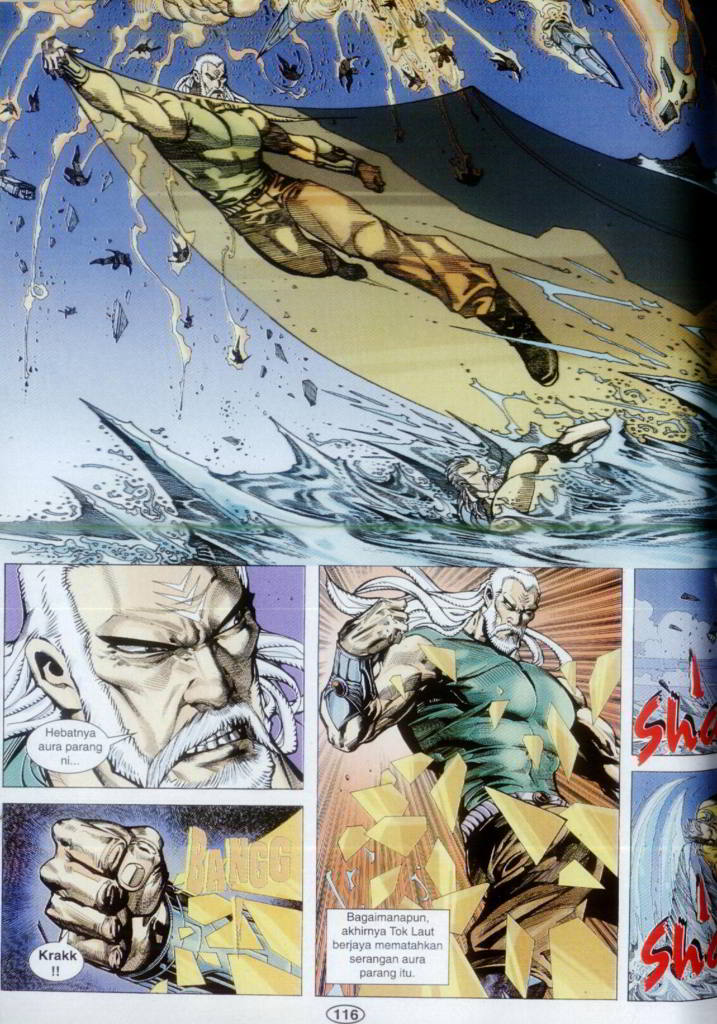 Hebatnya
aura parang
ni...
BANGG
Krakk
!!
Bagaimanapun,
akhirnya Tok Laut
berjaya mematahkan
serangan aura
parang itu.
116